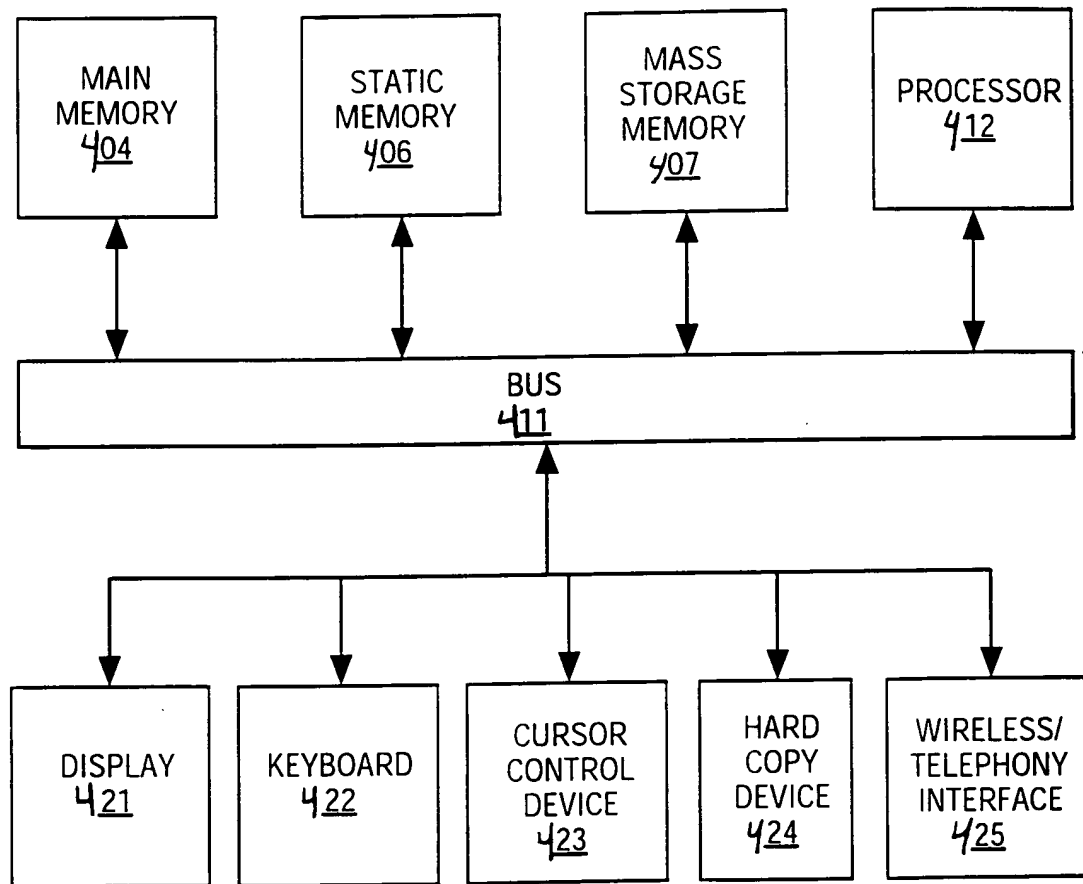 MAIN
MEMORY
404
STATIC
MEMORY
406
MASS
STORAGE
MEMORY
407
PROCESSOR
412
BUS
411
DISPLAY
421
KEYBOARD
422
CURSOR
CONTROL
DEVICE
423
HARD
COPY
DEVICE
424
WIRELESS/
TELEPHONY
INTERFACE
425